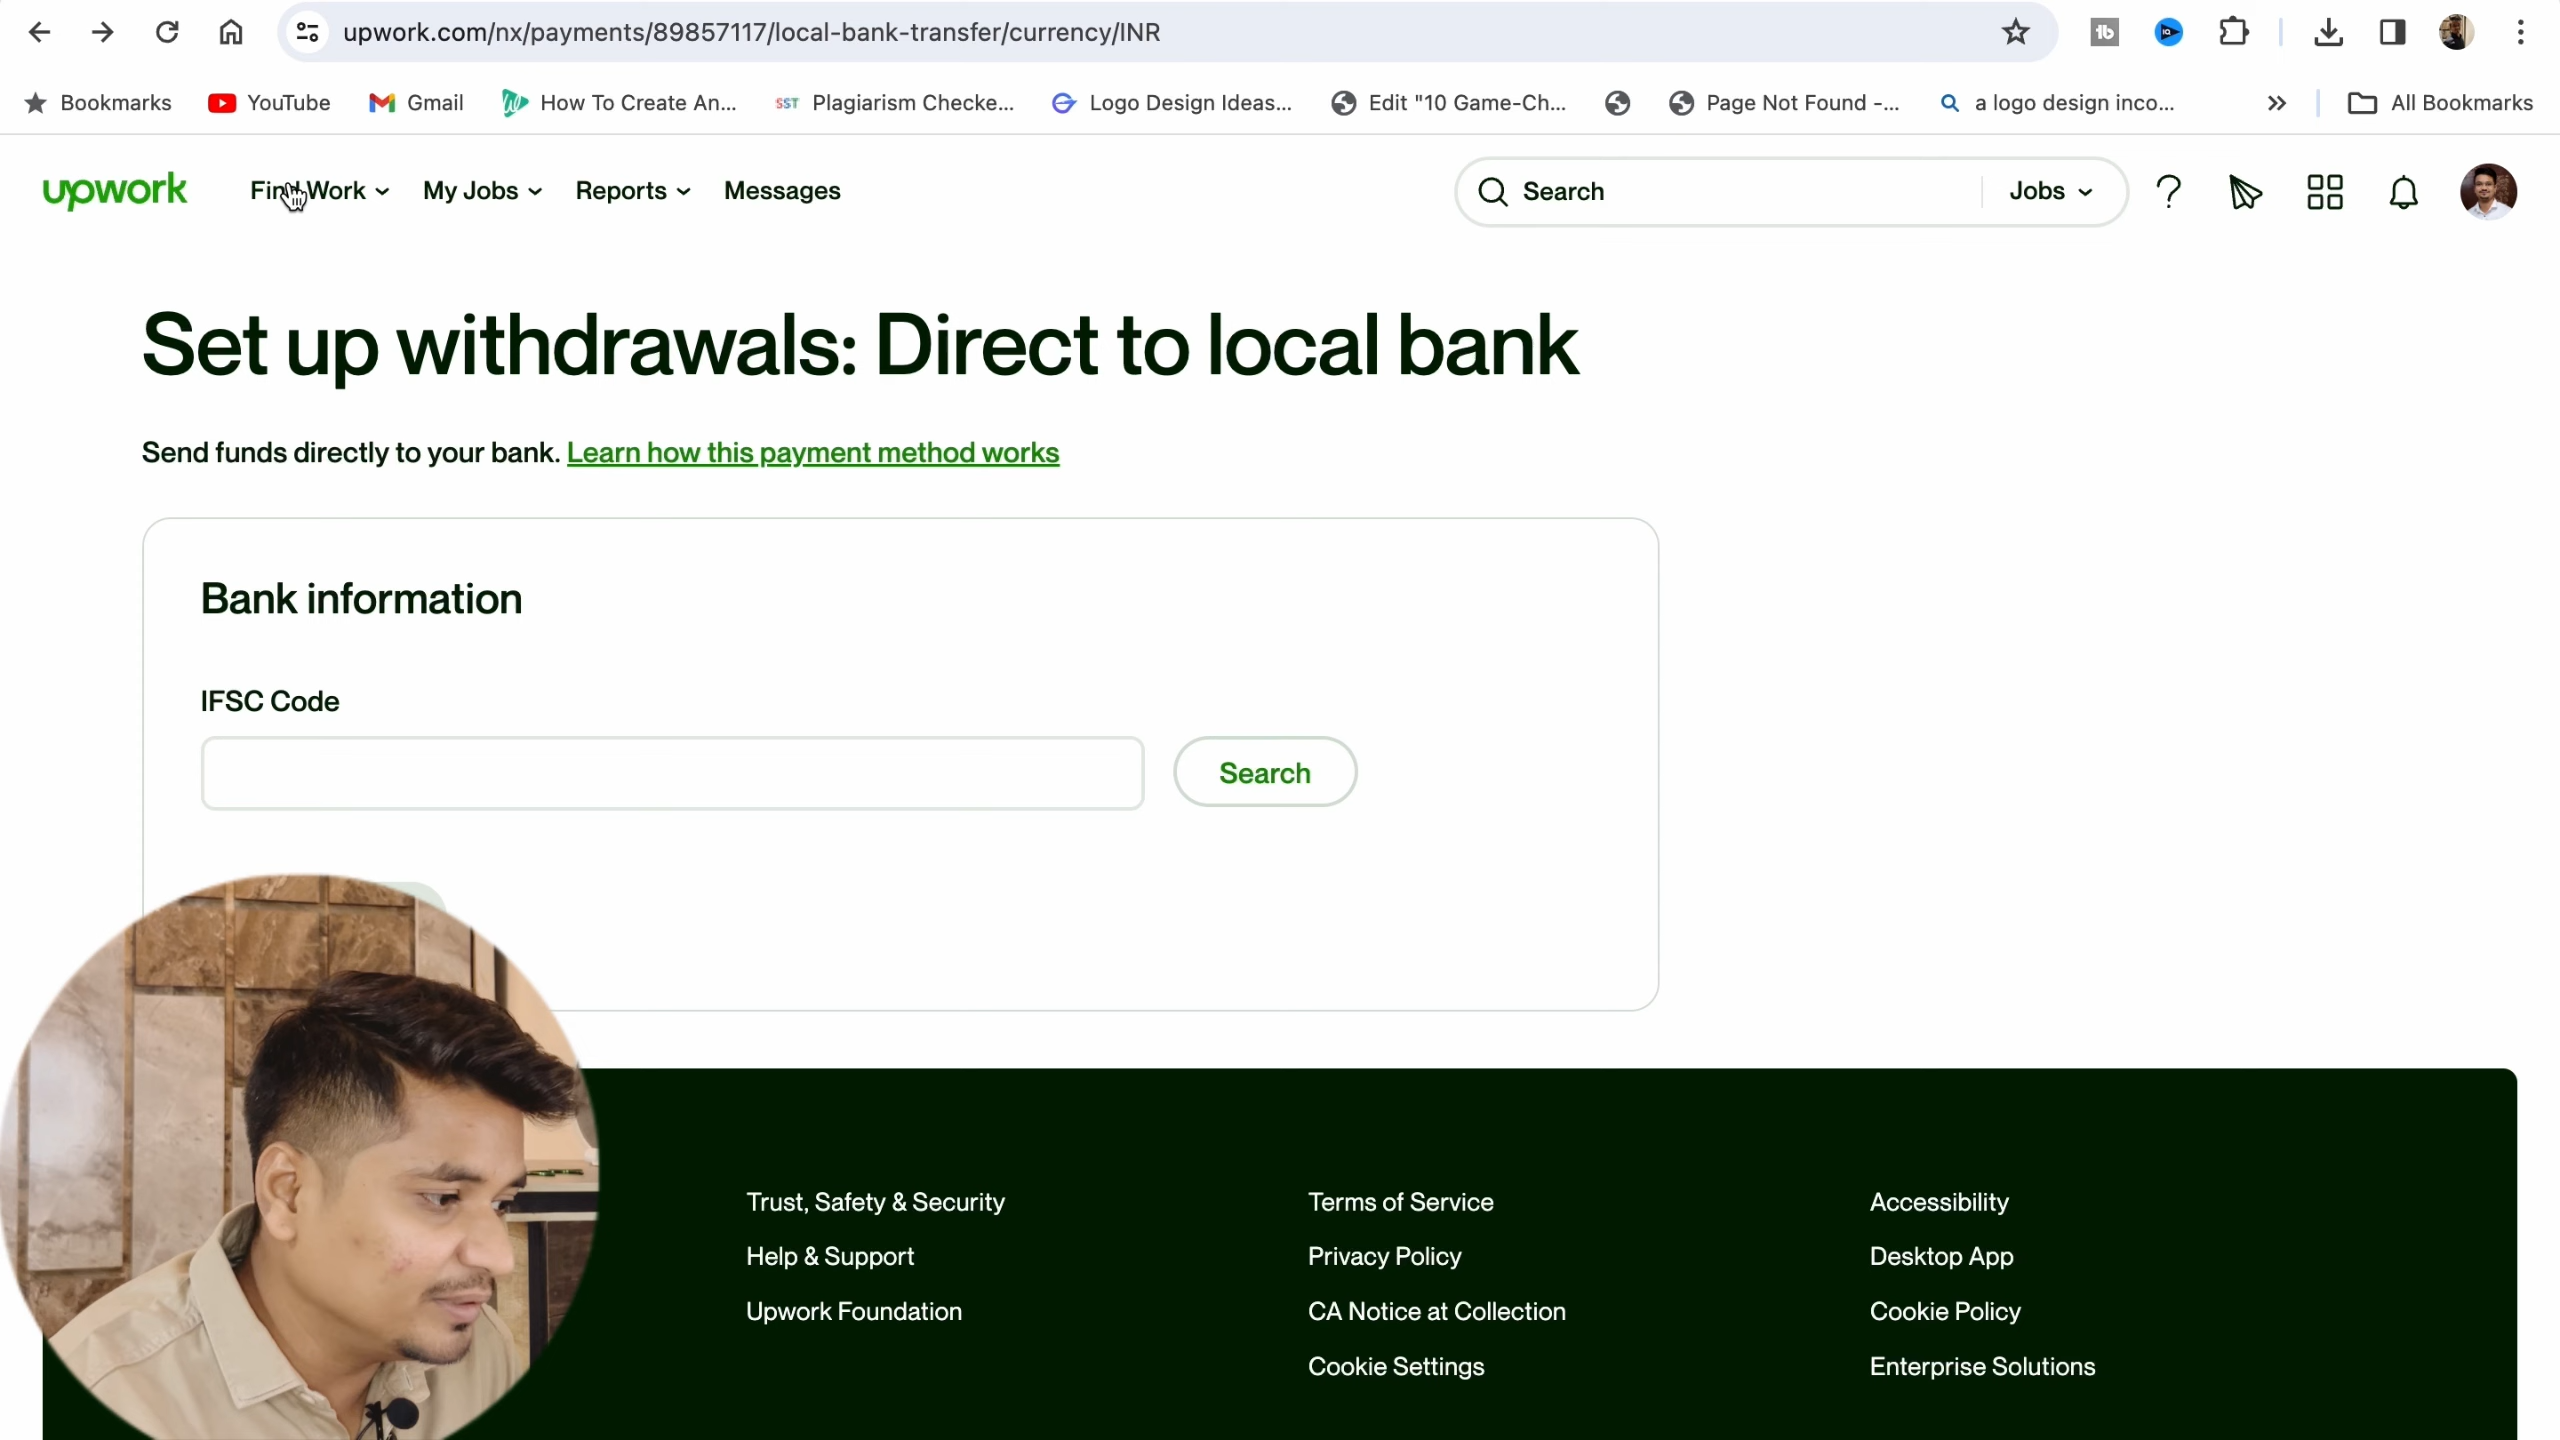 upwork.com/nx/payments/89857117/local-bank-transfer/currency/INR
Bookmarks YouTube Gmail How To Create An... SST Plagiarism Checke... Logo Design Ideas... Edit "10 Game-Ch... Page Not Found -... a logo design inco... All Bookmarks
upwork Find Work My Jobs Reports Messages Search Jobs
Set up withdrawals: Direct to local bank
Send funds directly to your bank. Learn how this payment method works
Bank information
IFSC Code
Search
Trust, Safety & Security Terms of Service Accessibility
Help & Support Privacy Policy Desktop App
Upwork Foundation CA Notice at Collection Cookie Policy
Cookie Settings Enterprise Solutions